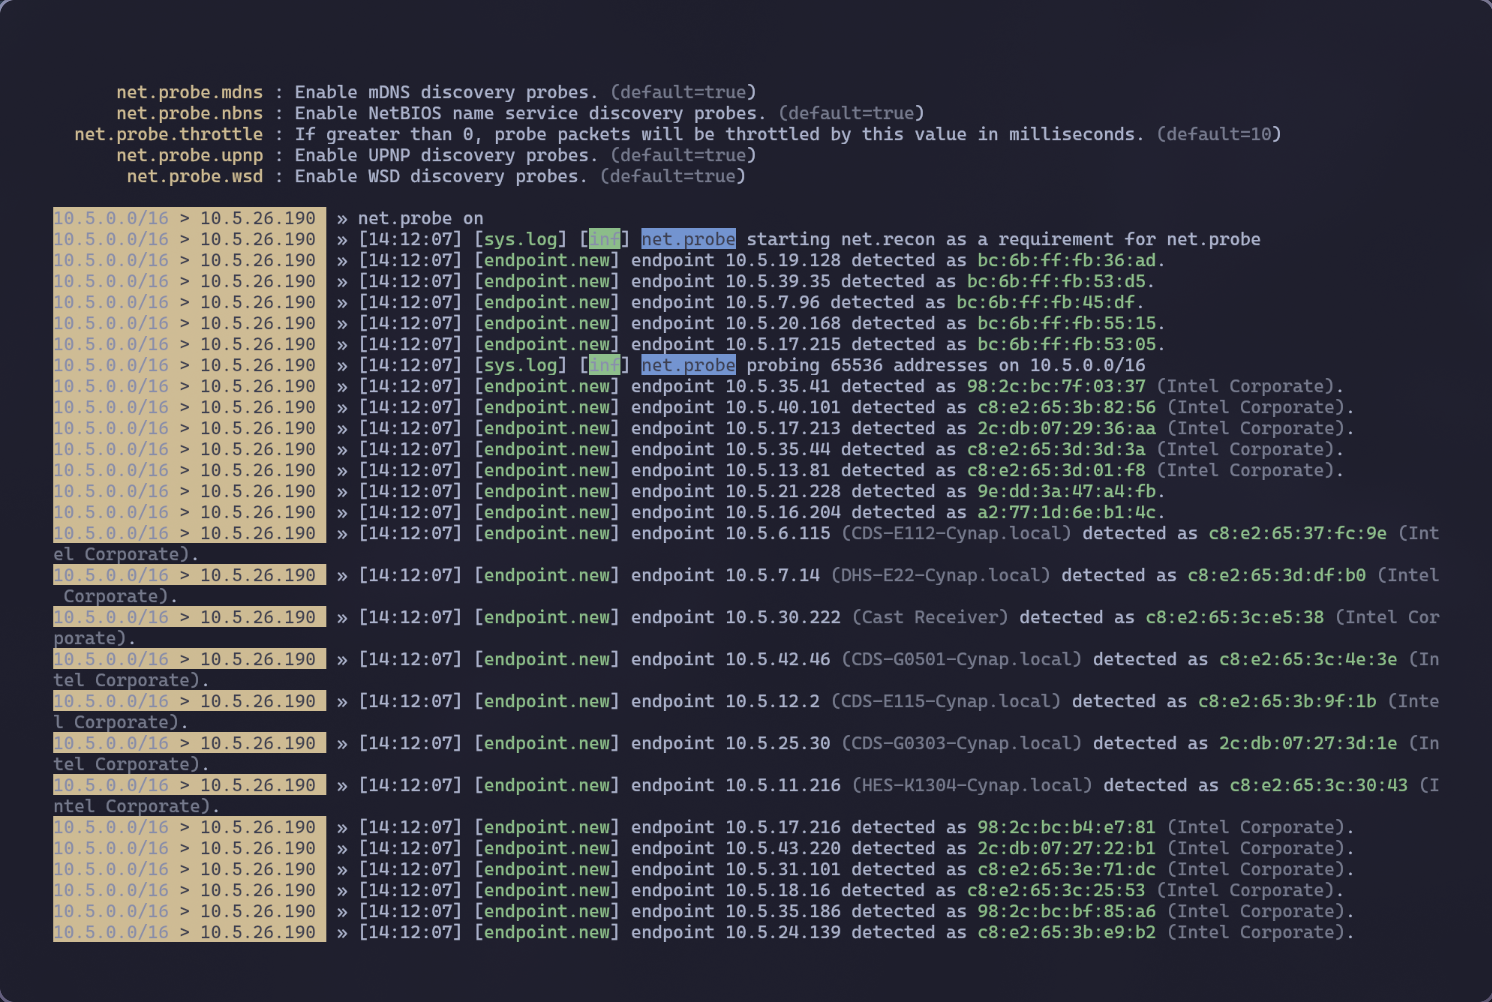 net.probe.mdns : Enable mDNS discovery probes. (default=true)
net.probe.nbns : Enable NetBIOS name service discovery probes. (default=true)
net.probe.throttle : If greater than 0, probe packets will be throttled by this value in milliseconds. (default=10)
net.probe.upnp : Enable UPNP discovery probes. (default=true)
net.probe.wsd : Enable WSD discovery probes. (default=true)
10.5.0.0/16 > 10.5.26.190 » net.probe on
10.5.0.0/16 > 10.5.26.190 » [14:12:07] [sys.log] [inf] net.probe starting net.recon as a requirement for net.probe
10.5.0.0/16 > 10.5.26.190 » [14:12:07] [endpoint.new] endpoint 10.5.19.128 detected as bc:6b:ff:fb:36:ad.
10.5.0.0/16 > 10.5.26.190 » [14:12:07] [endpoint.new] endpoint 10.5.39.35 detected as bc:6b:ff:fb:53:d5.
10.5.0.0/16 > 10.5.26.190 » [14:12:07] [endpoint.new] endpoint 10.5.7.96 detected as bc:6b:ff:fb:45:df.
10.5.0.0/16 > 10.5.26.190 » [14:12:07] [endpoint.new] endpoint 10.5.20.168 detected as bc:6b:ff:fb:55:15.
10.5.0.0/16 > 10.5.26.190 » [14:12:07] [endpoint.new] endpoint 10.5.17.215 detected as bc:6b:ff:fb:53:05.
10.5.0.0/16 > 10.5.26.190 » [14:12:07] [sys.log] [inf] net.probe probing 65536 addresses on 10.5.0.0/16
10.5.0.0/16 > 10.5.26.190 » [14:12:07] [endpoint.new] endpoint 10.5.35.41 detected as 98:2c:bc:7f:03:37 (Intel Corporate).
10.5.0.0/16 > 10.5.26.190 » [14:12:07] [endpoint.new] endpoint 10.5.40.101 detected as c8:e2:65:3b:82:56 (Intel Corporate).
10.5.0.0/16 > 10.5.26.190 » [14:12:07] [endpoint.new] endpoint 10.5.17.213 detected as 2c:db:07:29:36:aa (Intel Corporate).
10.5.0.0/16 > 10.5.26.190 » [14:12:07] [endpoint.new] endpoint 10.5.35.44 detected as c8:e2:65:3d:3d:3a (Intel Corporate).
10.5.0.0/16 > 10.5.26.190 » [14:12:07] [endpoint.new] endpoint 10.5.13.81 detected as c8:e2:65:3d:01:f8 (Intel Corporate).
10.5.0.0/16 > 10.5.26.190 » [14:12:07] [endpoint.new] endpoint 10.5.21.228 detected as 9e:dd:3a:47:a4:fb.
10.5.0.0/16 > 10.5.26.190 » [14:12:07] [endpoint.new] endpoint 10.5.16.204 detected as a2:77:1d:6e:b1:4c.
10.5.0.0/16 > 10.5.26.190 » [14:12:07] [endpoint.new] endpoint 10.5.6.115 (CDS-E112-Cynap.local) detected as c8:e2:65:37:fc:9e (Int
el Corporate).
10.5.0.0/16 > 10.5.26.190 » [14:12:07] [endpoint.new] endpoint 10.5.7.14 (DHS-E22-Cynap.local) detected as c8:e2:65:3d:df:b0 (Intel
Corporate).
10.5.0.0/16 > 10.5.26.190 » [14:12:07] [endpoint.new] endpoint 10.5.30.222 (Cast Receiver) detected as c8:e2:65:3c:e5:38 (Intel Cor
porate).
10.5.0.0/16 > 10.5.26.190 » [14:12:07] [endpoint.new] endpoint 10.5.42.46 (CDS-G0501-Cynap.local) detected as c8:e2:65:3c:4e:3e (In
tel Corporate).
10.5.0.0/16 > 10.5.26.190 » [14:12:07] [endpoint.new] endpoint 10.5.12.2 (CDS-E115-Cynap.local) detected as c8:e2:65:3b:9f:1b (Inte
l Corporate).
10.5.0.0/16 > 10.5.26.190 » [14:12:07] [endpoint.new] endpoint 10.5.25.30 (CDS-G0303-Cynap.local) detected as 2c:db:07:27:3d:1e (In
tel Corporate).
10.5.0.0/16 > 10.5.26.190 » [14:12:07] [endpoint.new] endpoint 10.5.11.216 (HES-K1304-Cynap.local) detected as c8:e2:65:3c:30:43 (I
ntel Corporate).
10.5.0.0/16 > 10.5.26.190 » [14:12:07] [endpoint.new] endpoint 10.5.17.216 detected as 98:2c:bc:b4:e7:81 (Intel Corporate).
10.5.0.0/16 > 10.5.26.190 » [14:12:07] [endpoint.new] endpoint 10.5.43.220 detected as 2c:db:07:27:22:b1 (Intel Corporate).
10.5.0.0/16 > 10.5.26.190 » [14:12:07] [endpoint.new] endpoint 10.5.31.101 detected as c8:e2:65:3e:71:dc (Intel Corporate).
10.5.0.0/16 > 10.5.26.190 » [14:12:07] [endpoint.new] endpoint 10.5.18.16 detected as c8:e2:65:3c:25:53 (Intel Corporate).
10.5.0.0/16 > 10.5.26.190 » [14:12:07] [endpoint.new] endpoint 10.5.35.186 detected as 98:2c:bc:bf:85:a6 (Intel Corporate).
10.5.0.0/16 > 10.5.26.190 » [14:12:07] [endpoint.new] endpoint 10.5.24.139 detected as c8:e2:65:3b:e9:b2 (Intel Corporate).